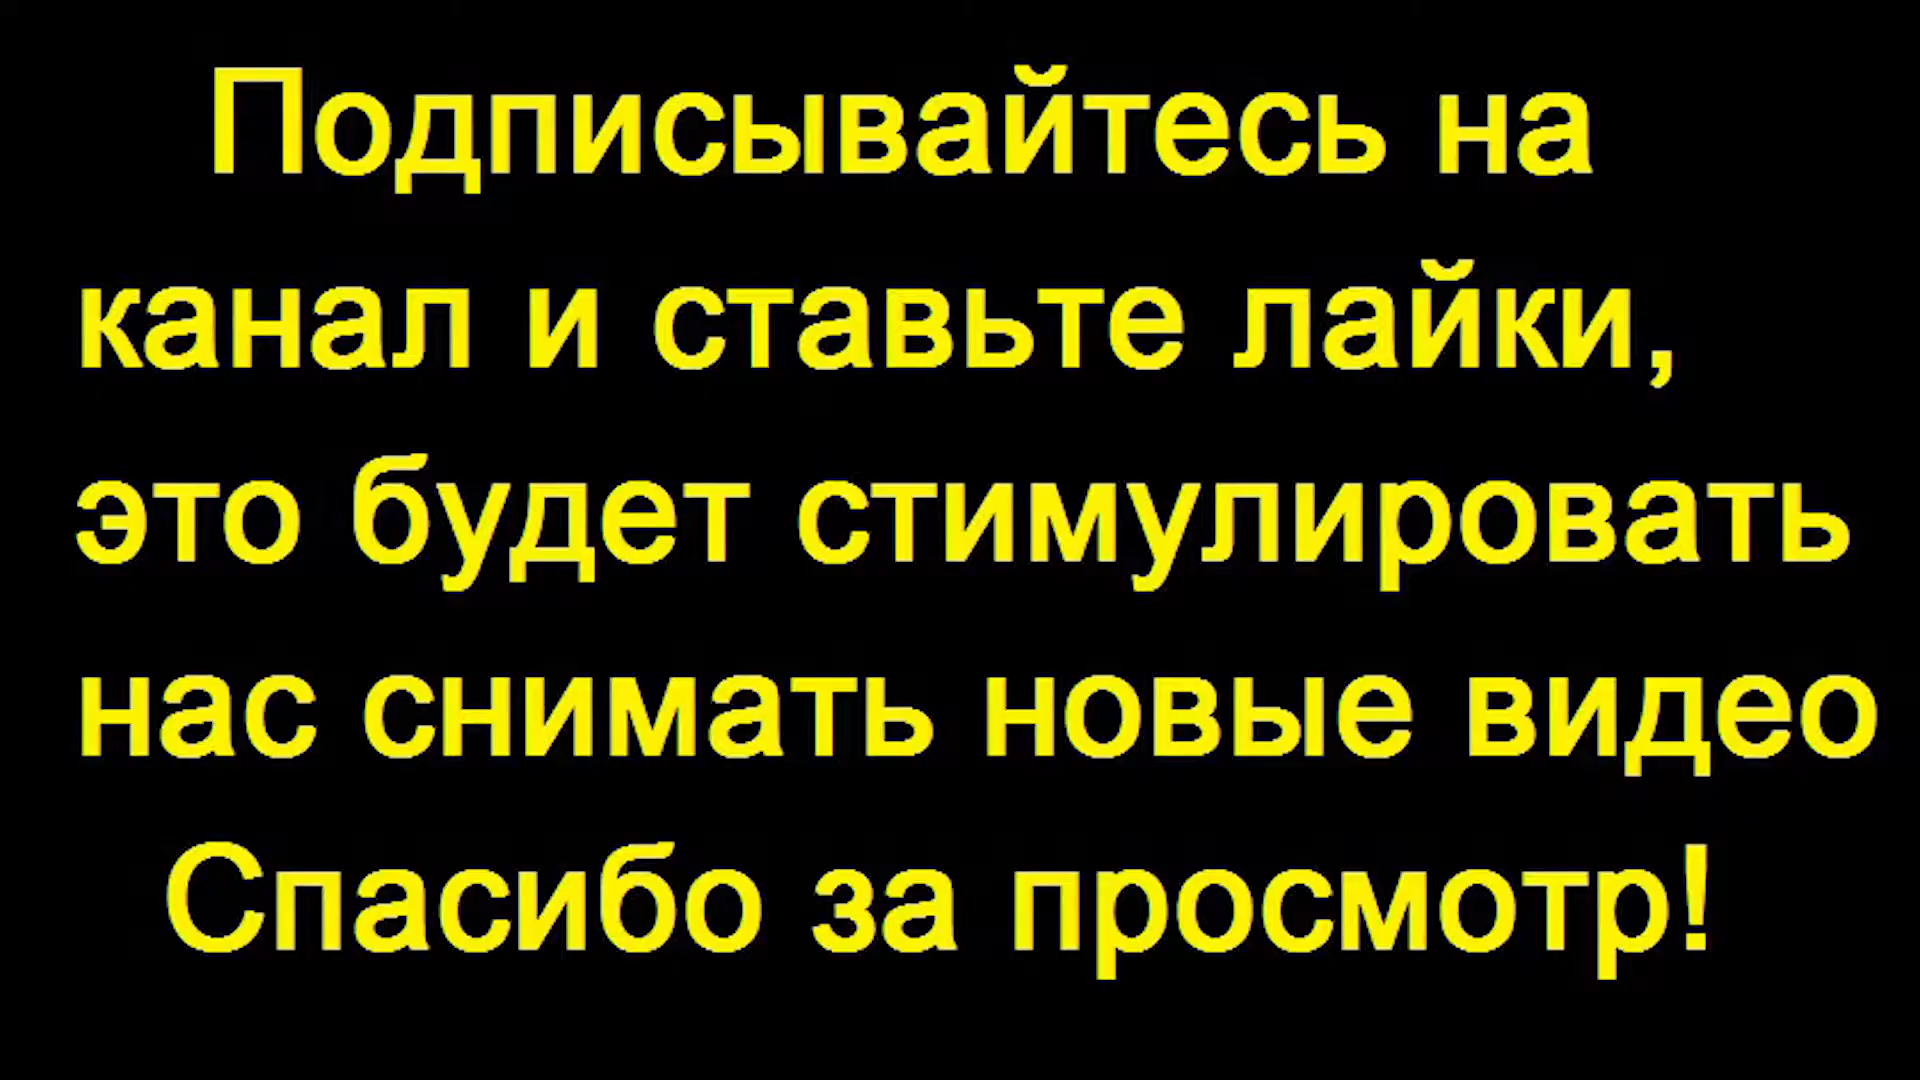 Подписывайтесь на
канал и ставьте лайки,
это будет стимулировать
нас снимать новые видео
Спасибо за просмотр!